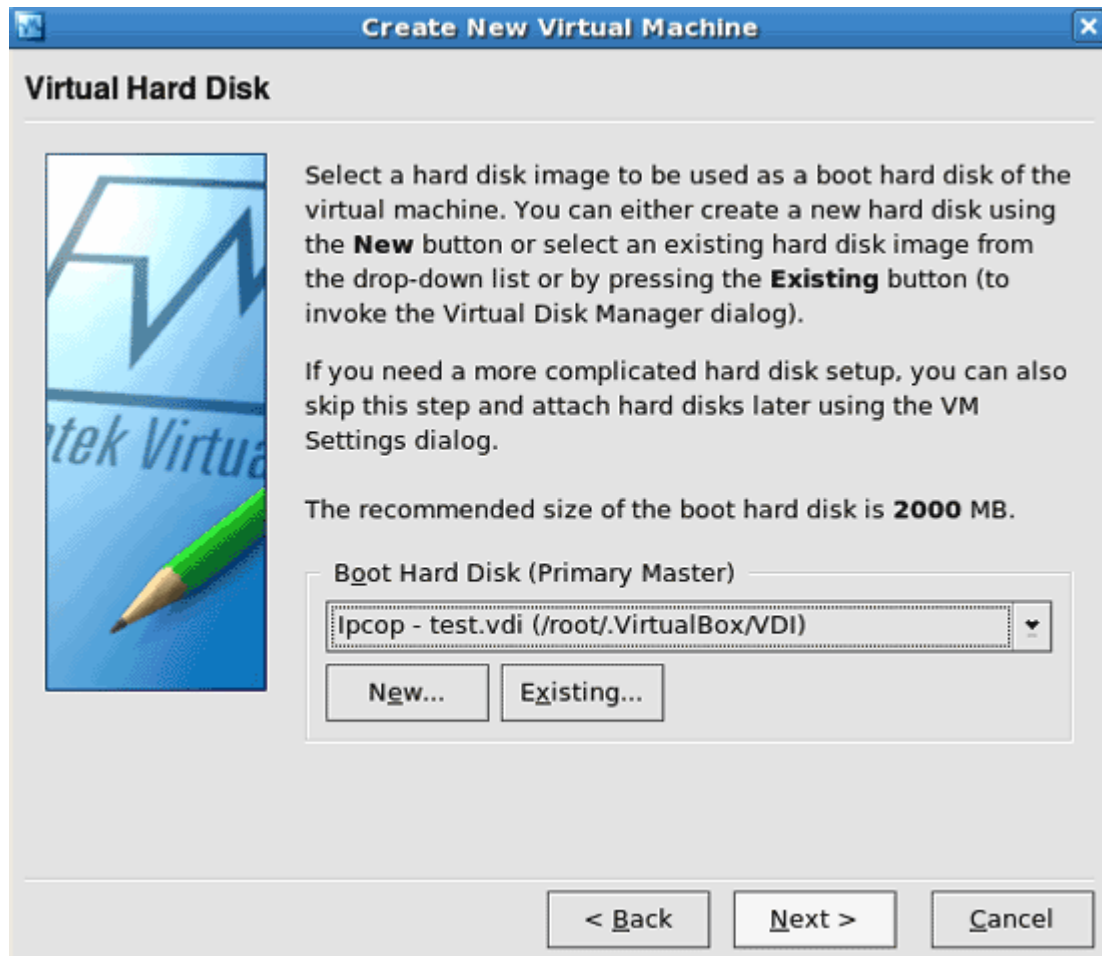 Create New Virtual Machine
Virtual Hard Disk
Select a hard disk image to be used as a boot hard disk of the
virtual machine. You can either create a new hard disk using
the New button or select an existing hard disk image from
the drop-down list or by pressing the Existing button (to
invoke the Virtual Disk Manager dialog).
If you need a more complicated hard disk setup, you can also
skip this step and attach hard disks later using the VM
Settings dialog.
tek Virtua
The recommended size of the boot hard disk is 2000 MB.
Boot Hard Disk (Primary Master)
Ipcop - test.vdi (/root/.VirtualBox/VDI)
New...
Existing...
< Back
Next >
Cancel